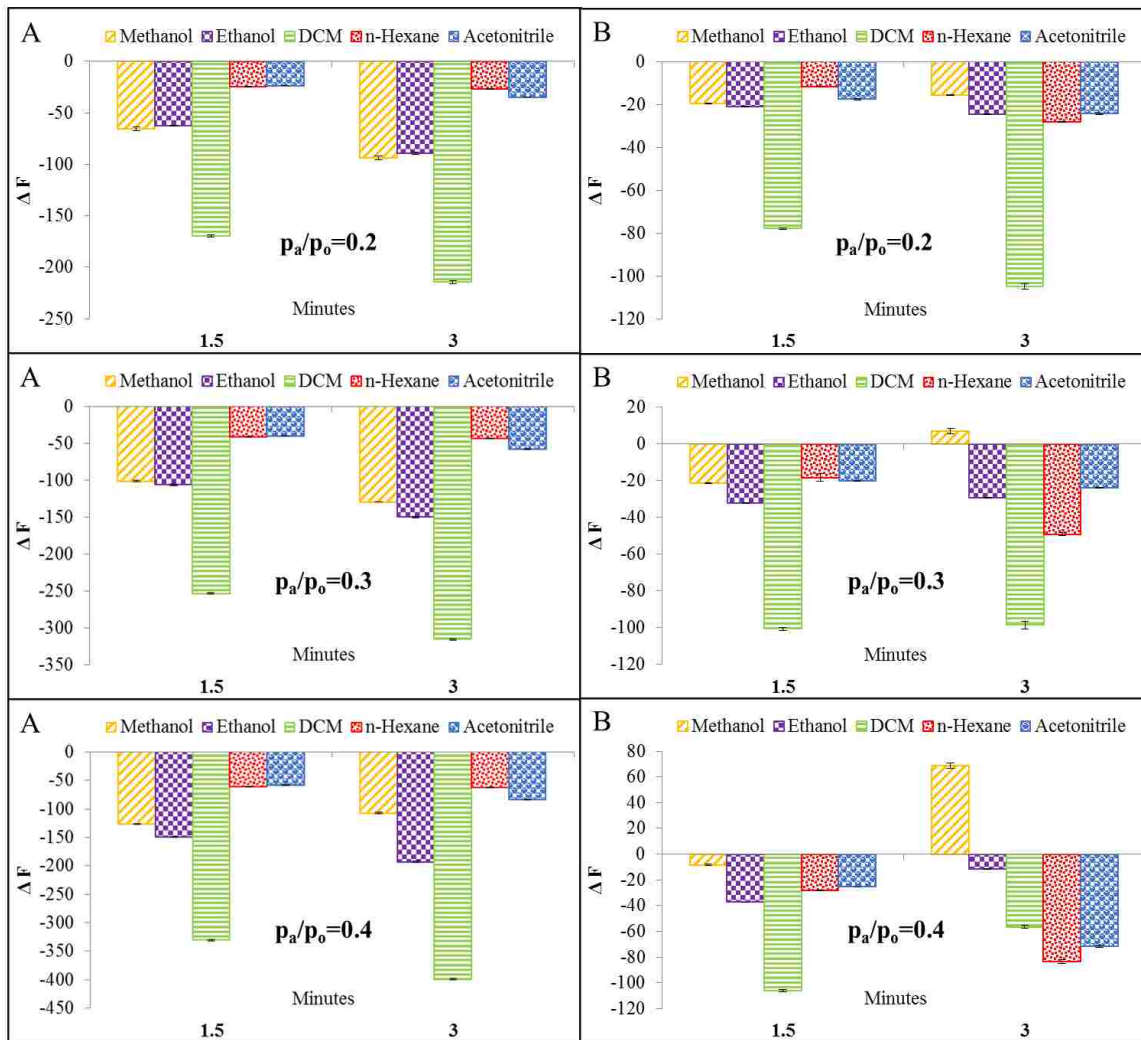 A
Methanol Ethanol DCM n-Hexane Acetonitrile
0
-50
-100
-150
-200
-250
Δ F
pa/po=0.2
Minutes
1.5 3
B
Methanol Ethanol DCM n-Hexane Acetonitrile
0
-20
-40
-60
-80
-100
-120
Δ F
pa/po=0.2
Minutes
1.5 3
A
Methanol Ethanol DCM n-Hexane Acetonitrile
0
-50
-100
-150
-200
-250
-300
-350
Δ F
pa/po=0.3
Minutes
1.5 3
B
Methanol Ethanol DCM n-Hexane Acetonitrile
20
0
-20
-40
-60
-80
-100
-120
Δ F
pa/po=0.3
Minutes
1.5 3
A
Methanol Ethanol DCM n-Hexane Acetonitrile
0
-50
-100
-150
-200
-250
-300
-350
-400
-450
Δ F
pa/po=0.4
Minutes
1.5 3
B
Methanol Ethanol DCM n-Hexane Acetonitrile
80
60
40
20
0
-20
-40
-60
-80
-100
-120
Δ F
pa/po=0.4
Minutes
1.5 3